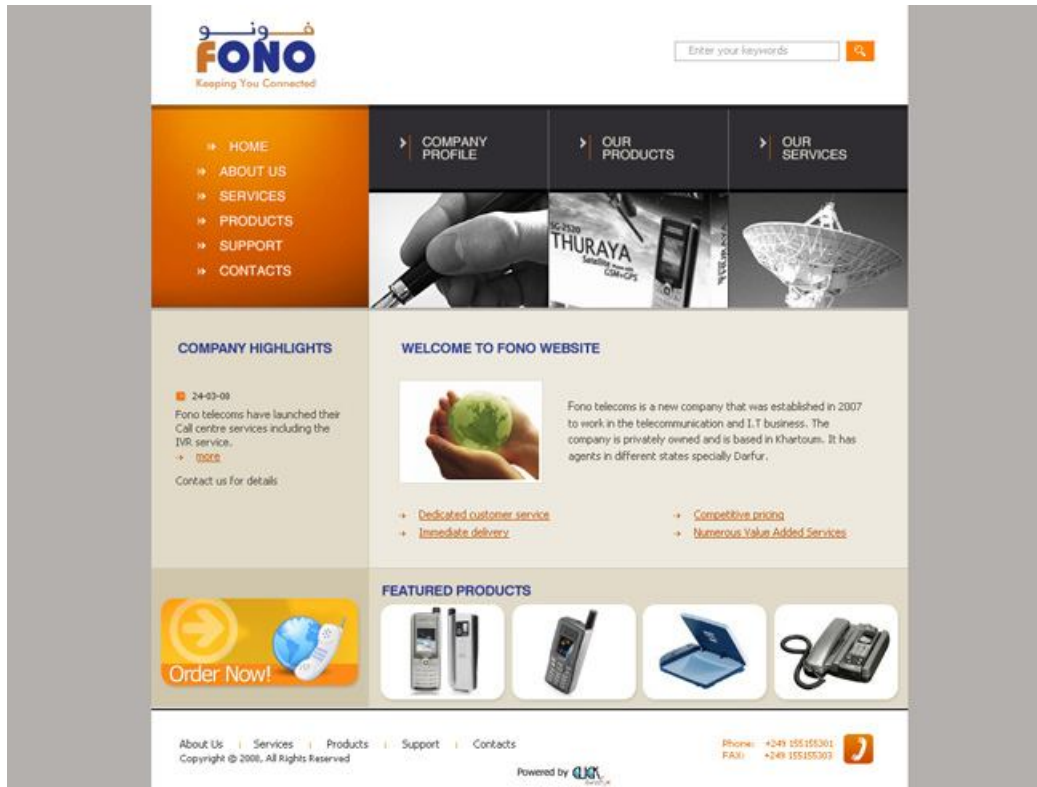 فونو
FONO
Keeping You Connected
Enter your keywords
HOME
ABOUT US
SERVICES
PRODUCTS
SUPPORT
CONTACTS
COMPANY
PROFILE
OUR
PRODUCTS
OUR
SERVICES
SG-2520
THURAYA
Satellite
GSM+GPS
COMPANY HIGHLIGHTS
24-03-08
Fono telecoms have launched their
Call centre services including the
IVR service.
more
Contact us for details
WELCOME TO FONO WEBSITE
Fono telecoms is a new company that was established in 2007
to work in the telecommunication and I.T business. The
company is privately owned and is based in Khartoum. It has
agents in different states specially Darfur.
Dedicated customer service
Competitive pricing
Immediate delivery
Numerous Value Added Services
Order Now!
FEATURED PRODUCTS
About Us | Services | Products | Support | Contacts
Copyright @ 2008, All Rights Reserved
Phone: +249 155155301
FAX: +249 155155303
Powered by CLICK